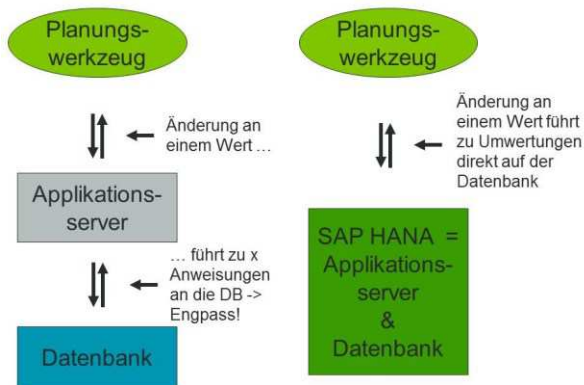 Planungs-
werkzeug
Änderung an
einem Wert ...
Applikations-
server
... führt zu x
Anweisungen
an die DB ->
Engpass!
Datenbank
Planungs-
werkzeug
Änderung an
einem Wert führt
zu Umwertungen
direkt auf der
Datenbank
SAP HANA =
Applikations-
server
&
Datenbank